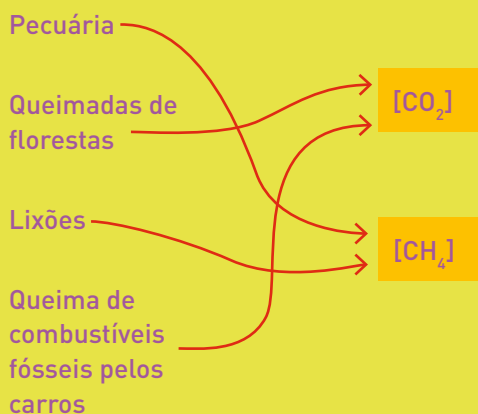 Pecuária
Queimadas de
florestas
Lixões
Queima de
combustíveis
fósseis pelos
carros
[CO₂]
[CH₄]